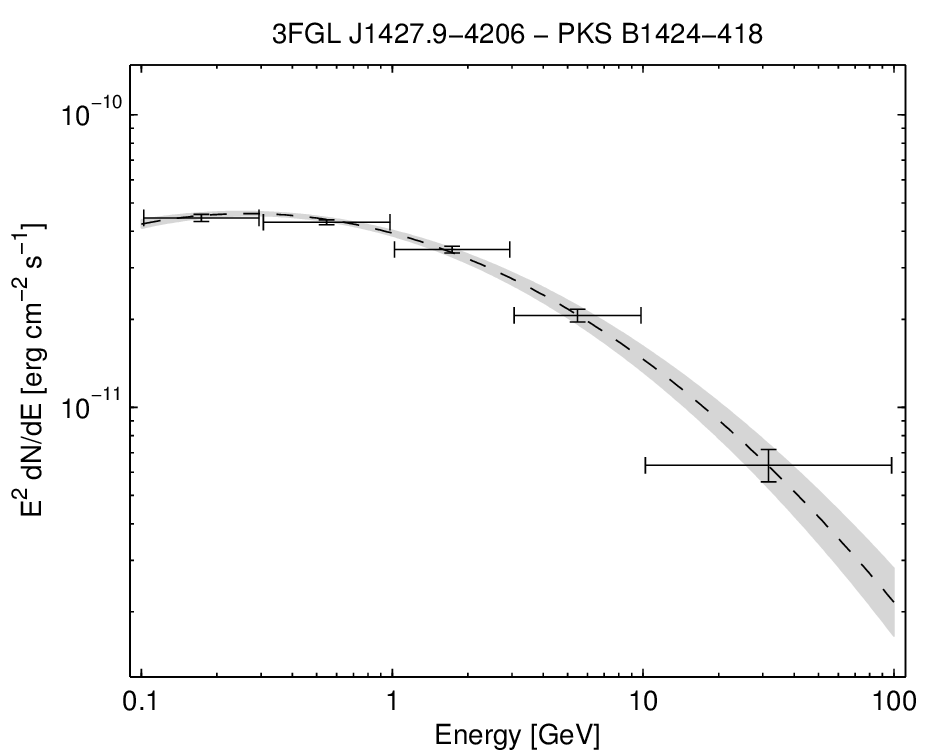 3FGL J1427.9−4206 − PKS B1424−418
10⁻¹⁰
10⁻¹¹
E² dN/dE [erg cm⁻² s⁻¹]
0.1 1 10 100
Energy [GeV]